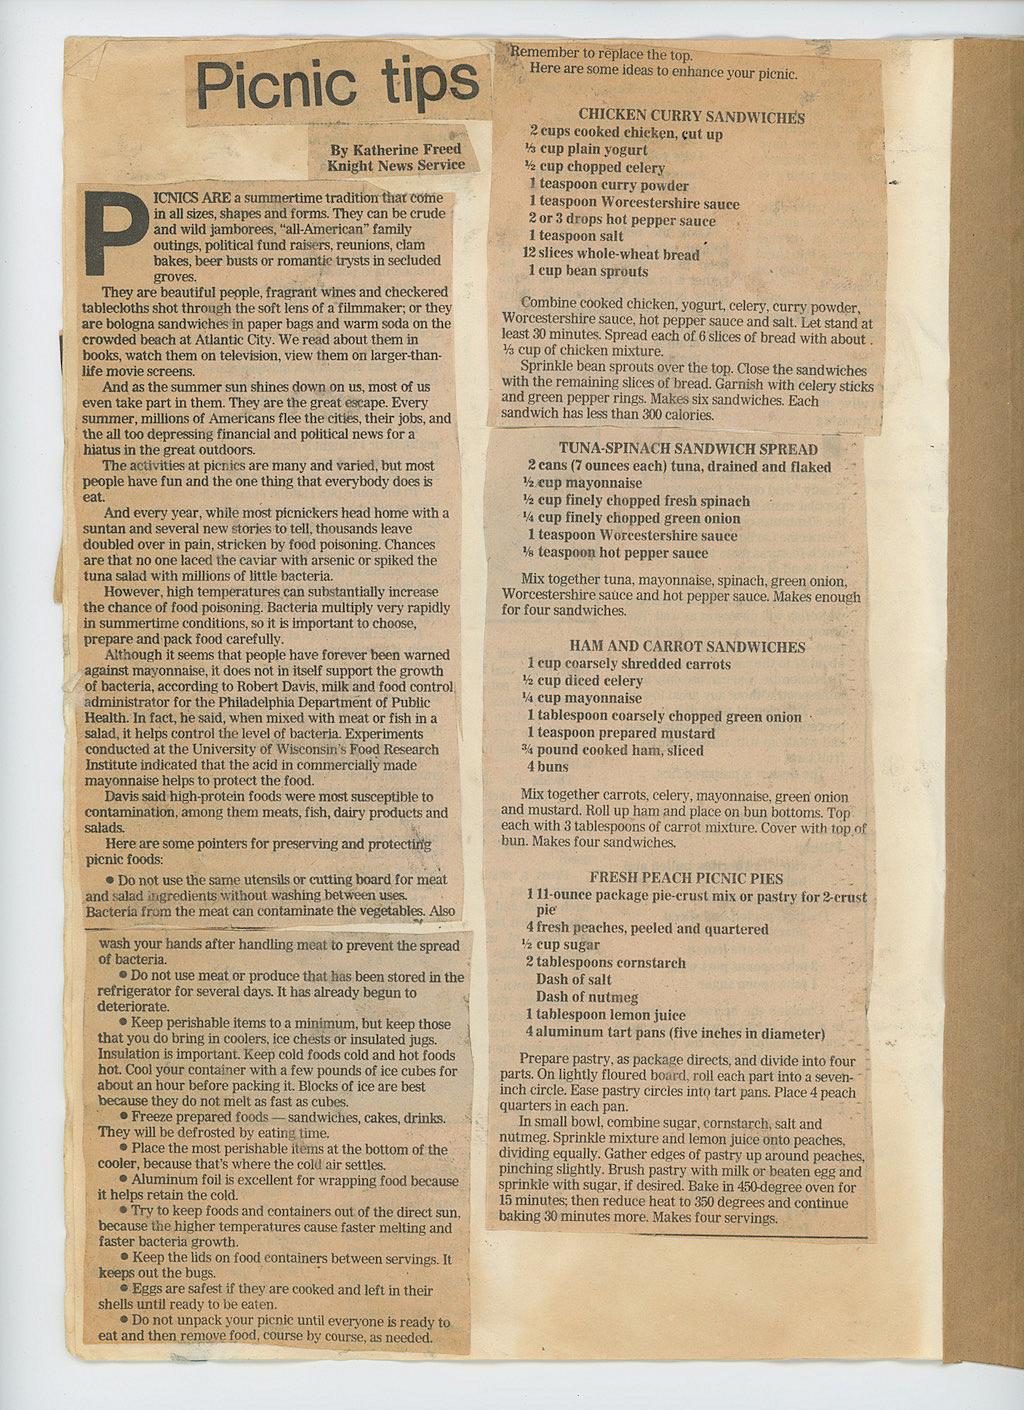 Picnic tips
By Katherine Freed
Knight News Service
PICNICS ARE a summertime tradition that come
in all sizes, shapes and forms. They can be crude
and wild jamborees, "all-American" family
outings, political fund raisers, reunions, clam
bakes, beer busts or romantic trysts in secluded
groves.
They are beautiful people, fragrant wines and checkered
tablecloths shot through the soft lens of a filmmaker; or they
are bologna sandwiches in paper bags and warm soda on the
crowded beach at Atlantic City. We read about them in
books, watch them on television, view them on larger-than-
life movie screens.
And as the summer sun shines down on us, most of us
even take part in them. They are the great escape. Every
summer, millions of Americans flee the cities, their jobs, and
the all too depressing financial and political news for a
hiatus in the great outdoors.
The activities at picnics are many and varied, but most
people have fun and the one thing that everybody does is
eat.
And every year, while most picnickers head home with a
suntan and several new stories to tell, thousands leave
doubled over in pain, stricken by food poisoning. Chances
are that no one laced the caviar with arsenic or spiked the
tuna salad with millions of little bacteria.
However, high temperatures can substantially increase
the chance of food poisoning. Bacteria multiply very rapidly
in summertime conditions, so it is important to choose,
prepare and pack food carefully.
Although it seems that people have forever been warned
against mayonnaise, it does not in itself support the growth
of bacteria, according to Robert Davis, milk and food control
administrator for the Philadelphia Department of Public
Health. In fact, he said, when mixed with meat or fish in a
salad, it helps control the level of bacteria. Experiments
conducted at the University of Wisconsin's Food Research
Institute indicated that the acid in commercially made
mayonnaise helps to protect the food.
Davis said high-protein foods were most susceptible to
contamination, among them meats, fish, dairy products and
salads.
Here are some pointers for preserving and protecting
picnic foods:
● Do not use the same utensils or cutting board for meat
and salad ingredients without washing between uses.
Bacteria from the meat can contaminate the vegetables. Also
wash your hands after handling meat to prevent the spread
of bacteria.
● Do not use meat or produce that has been stored in the
refrigerator for several days. It has already begun to
deteriorate.
● Keep perishable items to a minimum, but keep those
that you do bring in coolers, ice chests or insulated jugs.
Insulation is important. Keep cold foods cold and hot foods
hot. Cool your container with a few pounds of ice cubes for
about an hour before packing it. Blocks of ice are best
because they do not melt as fast as cubes.
● Freeze prepared foods — sandwiches, cakes, drinks.
They will be defrosted by eating time.
● Place the most perishable items at the bottom of the
cooler, because that's where the cold air settles.
● Aluminum foil is excellent for wrapping food because
it helps retain the cold.
● Try to keep foods and containers out of the direct sun,
because the higher temperatures cause faster melting and
faster bacteria growth.
● Keep the lids on food containers between servings. It
keeps out the bugs.
● Eggs are safest if they are cooked and left in their
shells until ready to be eaten.
● Do not unpack your picnic until everyone is ready to
eat and then remove food, course by course, as needed.
Remember to replace the top.
Here are some ideas to enhance your picnic.
CHICKEN CURRY SANDWICHES
2 cups cooked chicken, cut up
⅓ cup plain yogurt
½ cup chopped celery
1 teaspoon curry powder
1 teaspoon Worcestershire sauce
2 or 3 drops hot pepper sauce
1 teaspoon salt
12 slices whole-wheat bread
1 cup bean sprouts
Combine cooked chicken, yogurt, celery, curry powder,
Worcestershire sauce, hot pepper sauce and salt. Let stand at
least 30 minutes. Spread each of 6 slices of bread with about
⅓ cup of chicken mixture.
Sprinkle bean sprouts over the top. Close the sandwiches
with the remaining slices of bread. Garnish with celery sticks
and green pepper rings. Makes six sandwiches. Each
sandwich has less than 300 calories.
TUNA-SPINACH SANDWICH SPREAD
2 cans (7 ounces each) tuna, drained and flaked
½ cup mayonnaise
½ cup finely chopped fresh spinach
¼ cup finely chopped green onion
1 teaspoon Worcestershire sauce
⅛ teaspoon hot pepper sauce
Mix together tuna, mayonnaise, spinach, green onion,
Worcestershire sauce and hot pepper sauce. Makes enough
for four sandwiches.
HAM AND CARROT SANDWICHES
1 cup coarsely shredded carrots
½ cup diced celery
¼ cup mayonnaise
1 tablespoon coarsely chopped green onion
1 teaspoon prepared mustard
¾ pound cooked ham, sliced
4 buns
Mix together carrots, celery, mayonnaise, green onion
and mustard. Roll up ham and place on bun bottoms. Top
each with 3 tablespoons of carrot mixture. Cover with top of
bun. Makes four sandwiches.
FRESH PEACH PICNIC PIES
1 11-ounce package pie-crust mix or pastry for 2-crust
pie
4 fresh peaches, peeled and quartered
½ cup sugar
2 tablespoons cornstarch
Dash of salt
Dash of nutmeg
1 tablespoon lemon juice
4 aluminum tart pans (five inches in diameter)
Prepare pastry, as package directs, and divide into four
parts. On lightly floured board, roll each part into a seven-
inch circle. Ease pastry circles into tart pans. Place 4 peach
quarters in each pan.
In small bowl, combine sugar, cornstarch, salt and
nutmeg. Sprinkle mixture and lemon juice onto peaches,
dividing equally. Gather edges of pastry up around peaches,
pinching slightly. Brush pastry with milk or beaten egg and
sprinkle with sugar, if desired. Bake in 450-degree oven for
15 minutes; then reduce heat to 350 degrees and continue
baking 30 minutes more. Makes four servings.